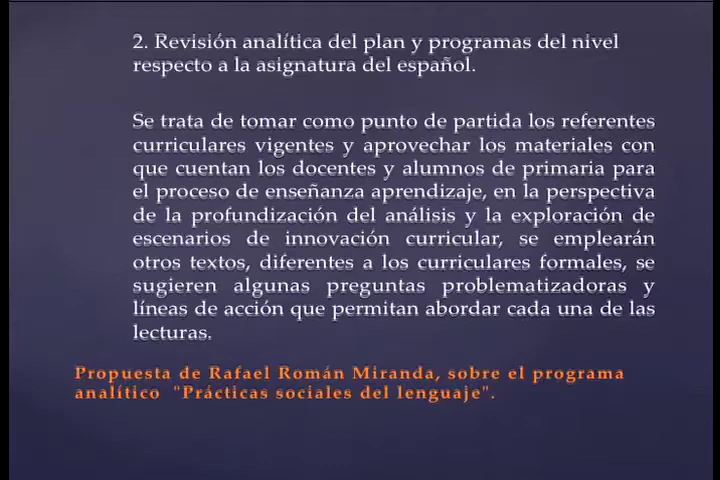 2. Revisión analítica del plan y programas del nivel
respecto a la asignatura del español.
Se trata de tomar como punto de partida los referentes
curriculares vigentes y aprovechar los materiales con
que cuentan los docentes y alumnos de primaria para
el proceso de enseñanza aprendizaje, en la perspectiva
de la profundización del análisis y la exploración de
escenarios de innovación curricular, se emplearán
otros textos, diferentes a los curriculares formales, se
sugieren algunas preguntas problematizadoras y
líneas de acción que permitan abordar cada una de las
lecturas.
Propuesta de Rafael Román Miranda, sobre el programa
analítico "Prácticas sociales del lenguaje".